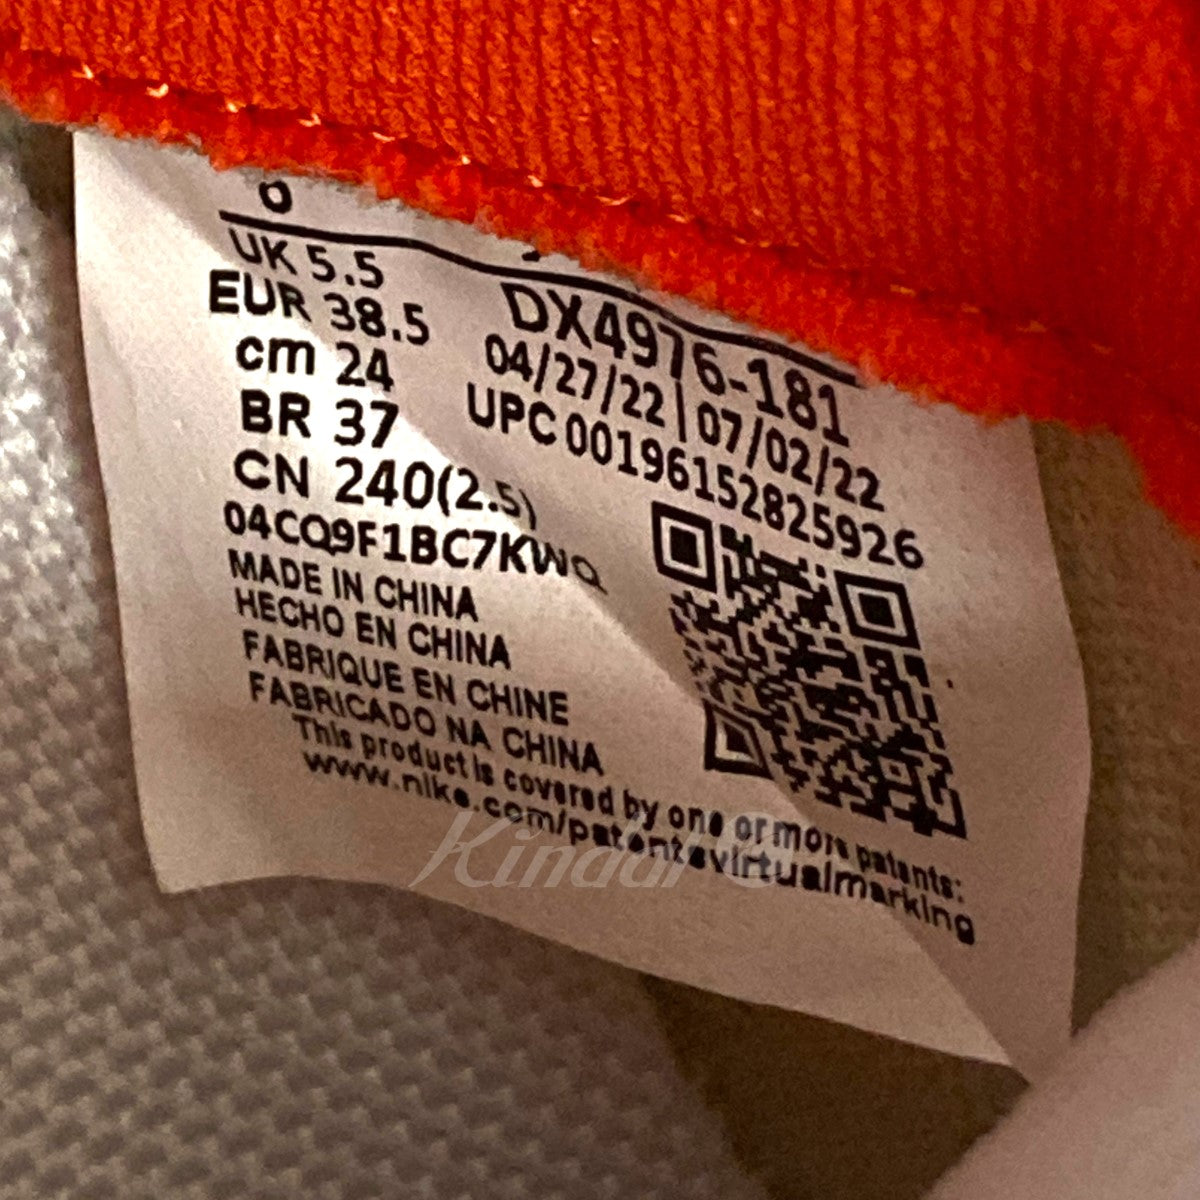 UK 5.5
EUR 38.5
cm 24
BR 37
CN 240(2.5)
04CQ9F1BC7KWQ
DX4976-181
04/27/22 | 07/02/22
UPC 00196152825926
MADE IN CHINA
HECHO EN CHINA
FABRIQUE EN CHINE
FABRICADO NA CHINA
This product is covered by one or more patents:
www.nike.com/patentsvirtualmarking
Kindal